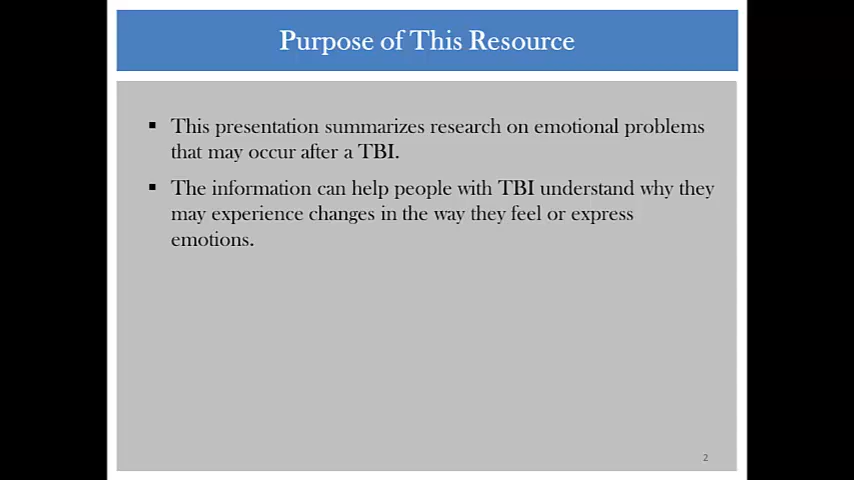 Purpose of This Resource
▪ This presentation summarizes research on emotional problems
that may occur after a TBI.
▪ The information can help people with TBI understand why they
may experience changes in the way they feel or express
emotions.
2